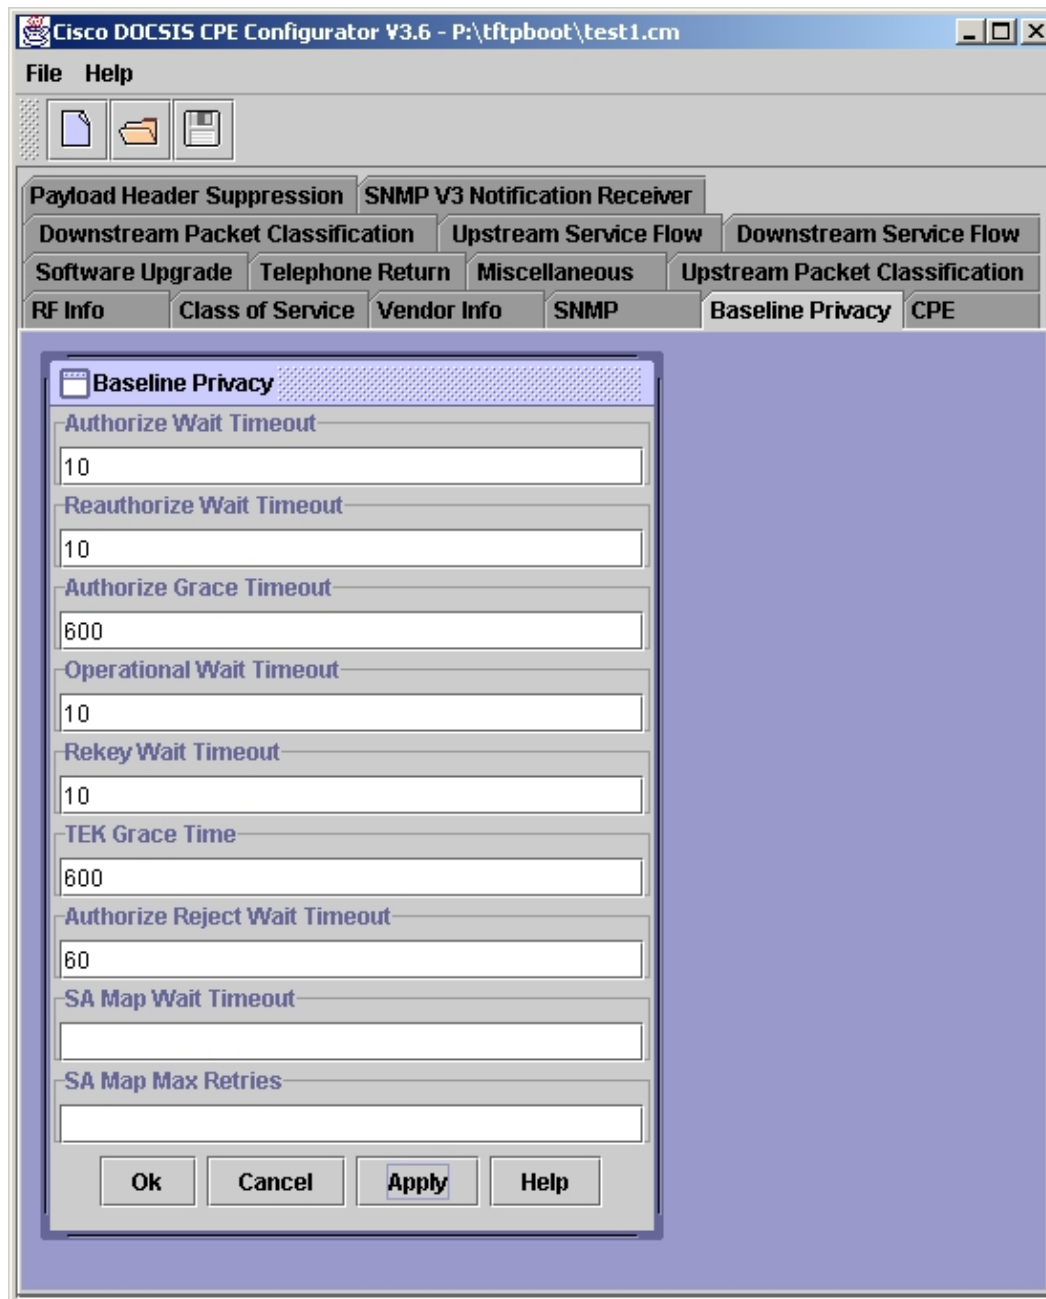 Cisco DOCSIS CPE Configurator V3.6 - P:\tftpboot\test1.cm
File Help
Payload Header Suppression SNMP V3 Notification Receiver
Downstream Packet Classification Upstream Service Flow Downstream Service Flow
Software Upgrade Telephone Return Miscellaneous Upstream Packet Classification
RF Info Class of Service Vendor Info SNMP Baseline Privacy CPE
Baseline Privacy
Authorize Wait Timeout
10
Reauthorize Wait Timeout
10
Authorize Grace Timeout
600
Operational Wait Timeout
10
Rekey Wait Timeout
10
TEK Grace Time
600
Authorize Reject Wait Timeout
60
SA Map Wait Timeout
SA Map Max Retries
Ok Cancel Apply Help